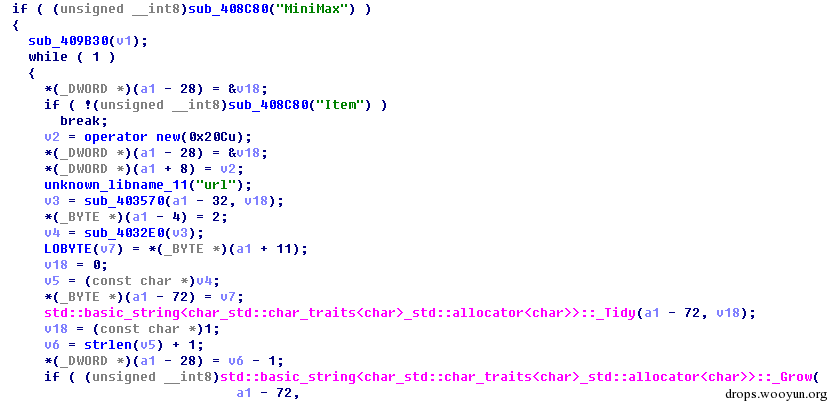 if ( (unsigned __int8)sub_408C80("MiniMax") )
{
sub_409B30(v1);
while ( 1 )
{
*(_DWORD *)(a1 - 28) = &v18;
if ( !(unsigned __int8)sub_408C80("Item") )
break;
v2 = operator new(0x20Cu);
*(_DWORD *)(a1 - 28) = &v18;
*(_DWORD *)(a1 + 8) = v2;
unknown_libname_11("url");
v3 = sub_403570(a1 - 32, v18);
*(_BYTE *)(a1 - 4) = 2;
v4 = sub_4032E0(v3);
LOBYTE(v7) = *(_BYTE *)(a1 + 11);
v18 = 0;
v5 = (const char *)v4;
*(_BYTE *)(a1 - 72) = v7;
std::basic_string<char_std::char_traits<char>_std::allocator<char>>::_Tidy(a1 - 72, v18);
v18 = (const char *)1;
v6 = strlen(v5) + 1;
*(_DWORD *)(a1 - 28) = v6 - 1;
if ( (unsigned __int8)std::basic_string<char_std::char_traits<char>_std::allocator<char>>::_Grow(
a1 - 72,
drops.wooyun.org